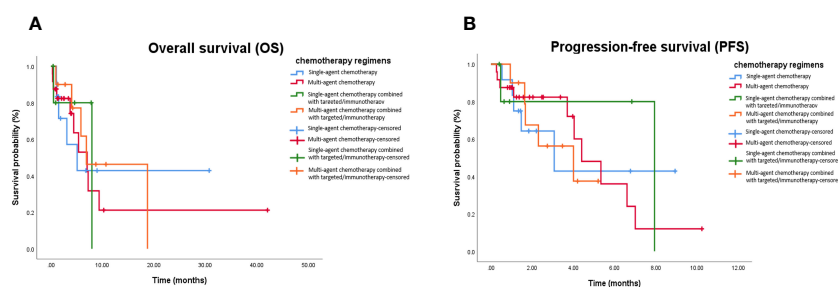 A
Overall survival (OS)
Susrvival probability (%)
1.0
0.8
0.6
0.4
0.2
0.0
.00
10.00
20.00
30.00
40.00
50.00
Time (months)
chemotherapy regimens
Single-agent chemotherapy
Multi-agent chemotherapy
Single-agent chemotherapy combined
with targeted/immunotherapy
Multi-agent chemotherapy combined
with targeted/immunotherapy
Single-agent chemotherapy-censored
Multi-agent chemotherapy-censored
Single-agent chemotherapy combined
with targeted/immunotherapy-censored
Multi-agent chemotherapy combined
with targeted/immunotherapy-censored
B
Progression-free survival (PFS)
Susrvival probability (%)
1.0
0.8
0.6
0.4
0.2
0.0
.00
2.00
4.00
6.00
8.00
10.00
12.00
Time (months)
chemotherapy regimens
Single-agent chemotherapy
Multi-agent chemotherapy
Single-agent chemotherapy combined
with targeted/immunotherapy
Multi-agent chemotherapy combined
with targeted/immunotherapy
Single-agent chemotherapy-censored
Multi-agent chemotherapy-censored
Single-agent chemotherapy combined
with targeted/immunotherapy-censore
Multi-agent chemotherapy combined
with targeted/immunotherapy-censored